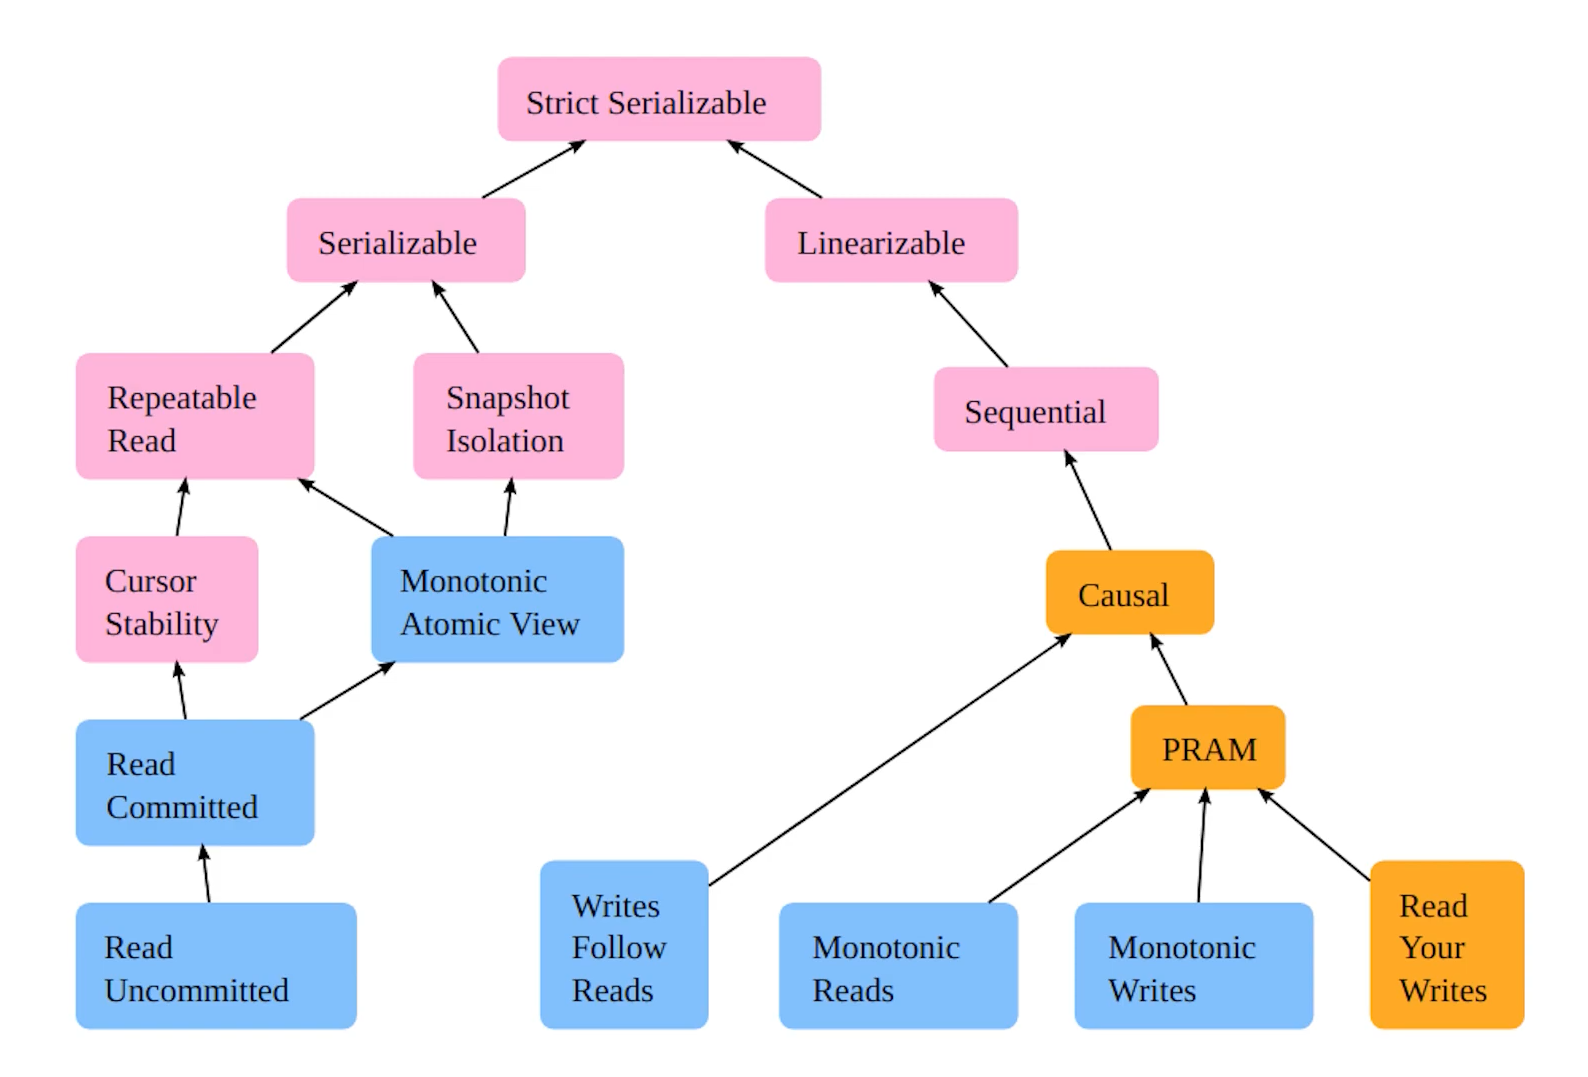 Strict Serializable
Serializable
Linearizable
Repeatable
Read
Snapshot
Isolation
Sequential
Cursor
Stability
Monotonic
Atomic View
Causal
Read
Committed
PRAM
Read
Uncommitted
Writes
Follow
Reads
Monotonic
Reads
Monotonic
Writes
Read
Your
Writes